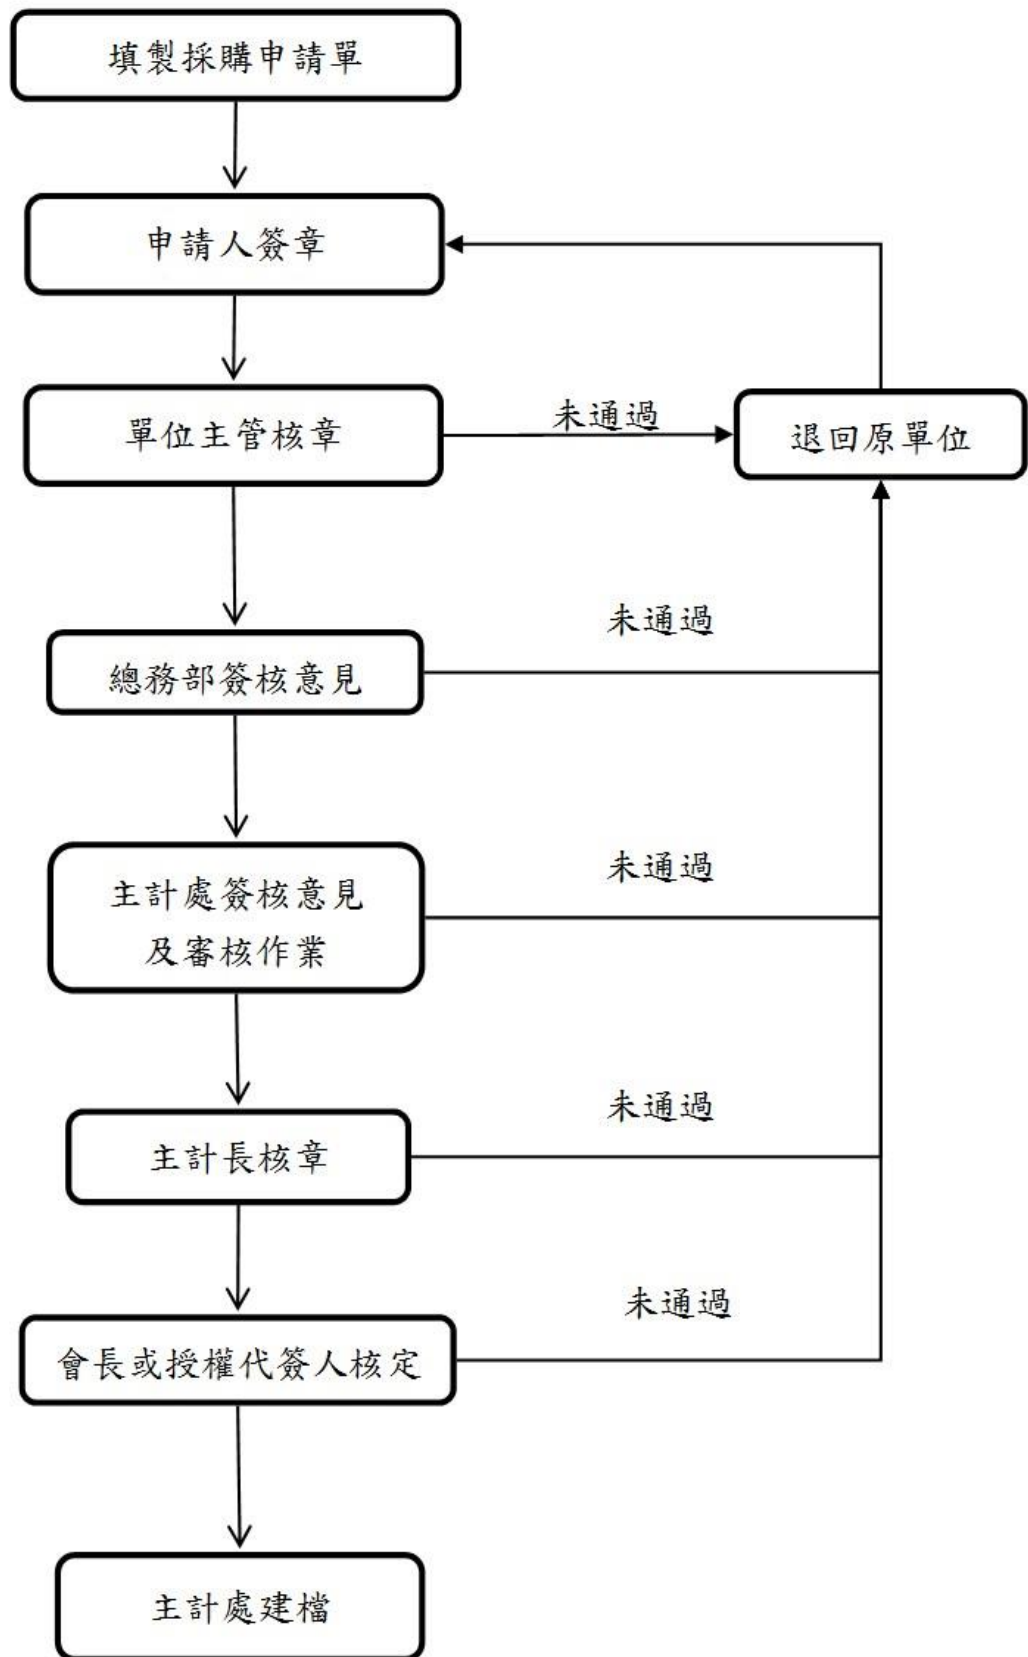 填製採購申請單
申請人簽章
單位主管核章
未通過
退回原單位
未通過
總務部簽核意見
未通過
主計處簽核意見
及審核作業
未通過
主計長核章
未通過
會長或授權代簽人核定
主計處建檔